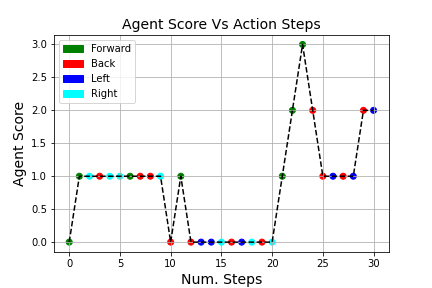 Agent Score Vs Action Steps
Forward
Back
Left
Right
3.0
2.5
2.0
1.5
1.0
0.5
0.0
Agent Score
0 5 10 15 20 25 30
Num. Steps